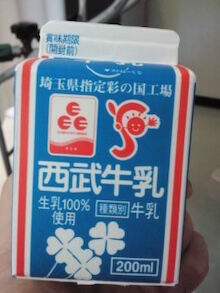 賞味期限
(開封前)
埼玉県指定彩の国工場
西武牛乳
生乳100%
使用
種類別 牛乳
200ml